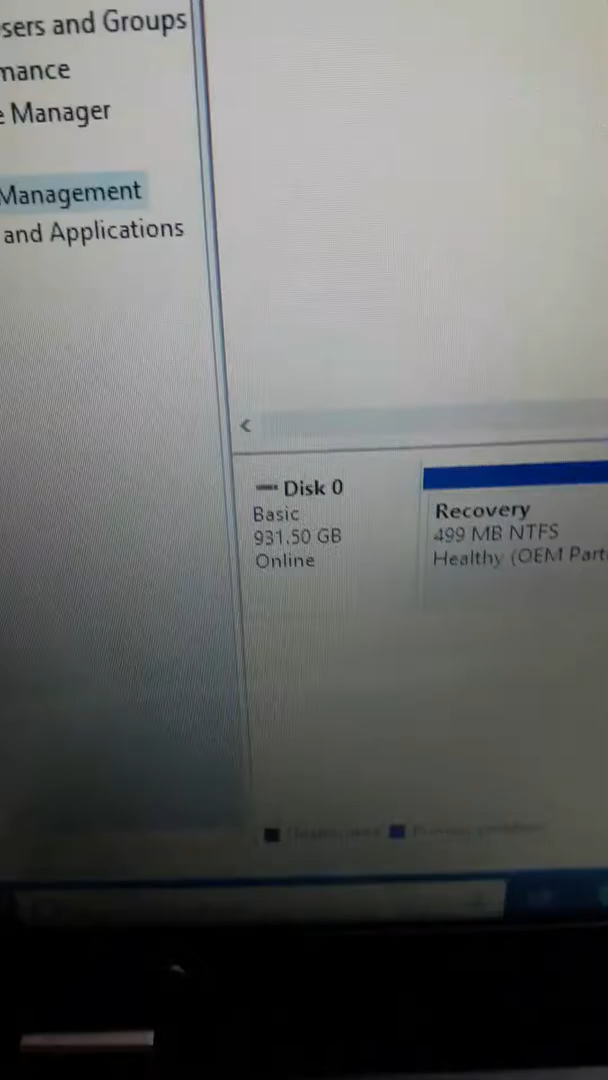 sers and Groups
mance
e Manager
Management
and Applications
Disk 0
Basic
931.50 GB
Online
Recovery
499 MB NTFS
Healthy (OEM Part